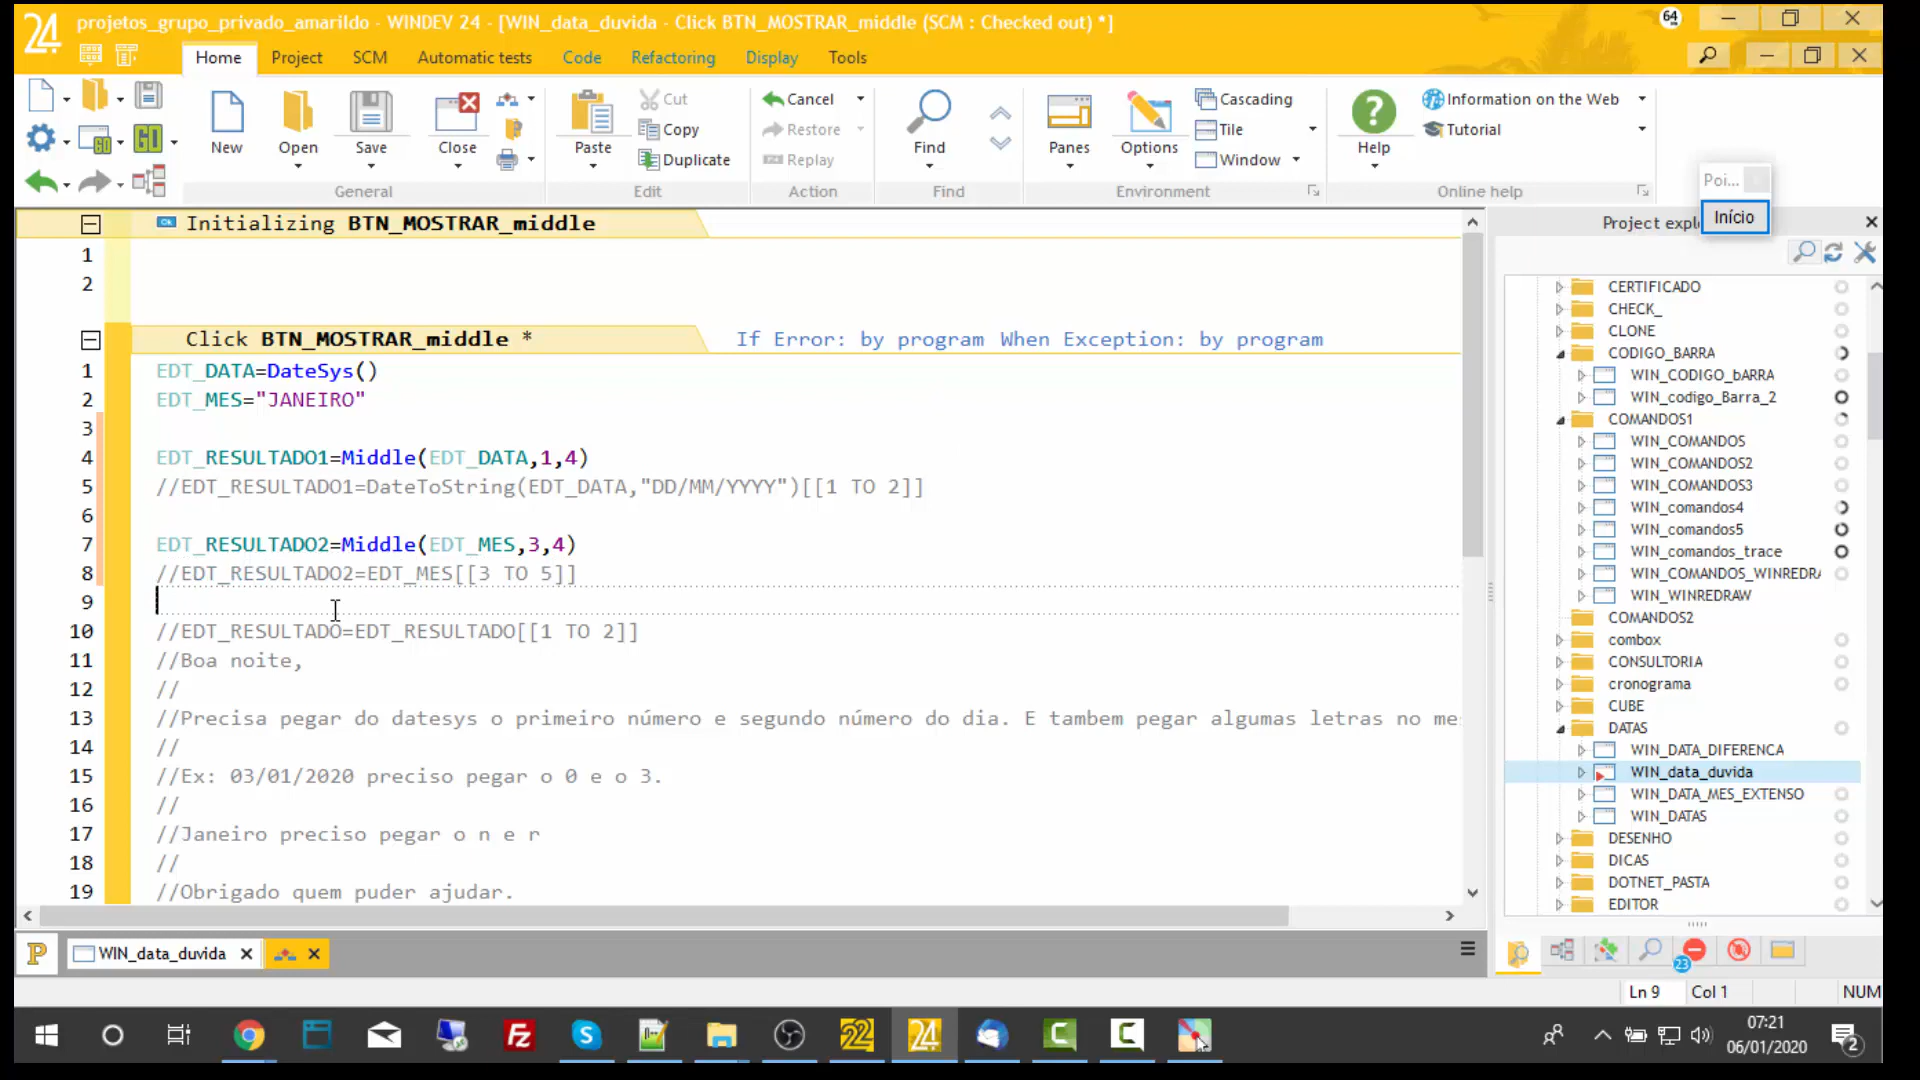 24
projetos_grupo_privado_amarildo - WINDEV 24 - [WIN_data_duvida - Click BTN_MOSTRAR_middle (SCM : Checked out) *]
64
Home Project SCM Automatic tests Code Refactoring Display Tools
New Open Save Close
General
Paste Cut Copy Duplicate
Edit
Cancel Restore Replay
Action
Find
Find
Panes Options Cascading Tile Window
Environment
Help Information on the Web Tutorial
Online help
Poi...
Início
Initializing BTN_MOSTRAR_middle
1
2
Click BTN_MOSTRAR_middle * If Error: by program When Exception: by program
1 EDT_DATA=DateSys()
2 EDT_MES="JANEIRO"
3
4 EDT_RESULTADO1=Middle(EDT_DATA,1,4)
5 //EDT_RESULTADO1=DateToString(EDT_DATA,"DD/MM/YYYY")[[1 TO 2]]
6
7 EDT_RESULTADO2=Middle(EDT_MES,3,4)
8 //EDT_RESULTADO2=EDT_MES[[3 TO 5]]
9
10 //EDT_RESULTADO=EDT_RESULTADO[[1 TO 2]]
11 //Boa noite,
12 //
13 //Precisa pegar do datesys o primeiro número e segundo número do dia. E tambem pegar algumas letras no me
14 //
15 //Ex: 03/01/2020 preciso pegar o 0 e o 3.
16 //
17 //Janeiro preciso pegar o n e r
18 //
19 //Obrigado quem puder ajudar.
Project expl
CERTIFICADO
CHECK_
CLONE
CODIGO_BARRA
WIN_CODIGO_bARRA
WIN_codigo_Barra_2
COMANDOS1
WIN_COMANDOS
WIN_COMANDOS2
WIN_COMANDOS3
WIN_comandos4
WIN_comandos5
WIN_comandos_trace
WIN_COMANDOS_WINREDRA
WIN_WINREDRAW
COMANDOS2
combox
CONSULTORIA
cronograma
CUBE
DATAS
WIN_DATA_DIFERENCA
WIN_data_duvida
WIN_DATA_MES_EXTENSO
WIN_DATAS
DESENHO
DICAS
DOTNET_PASTA
EDITOR
23
WIN_data_duvida
Ln 9 Col 1 NUM
22 24
07:21
06/01/2020
2